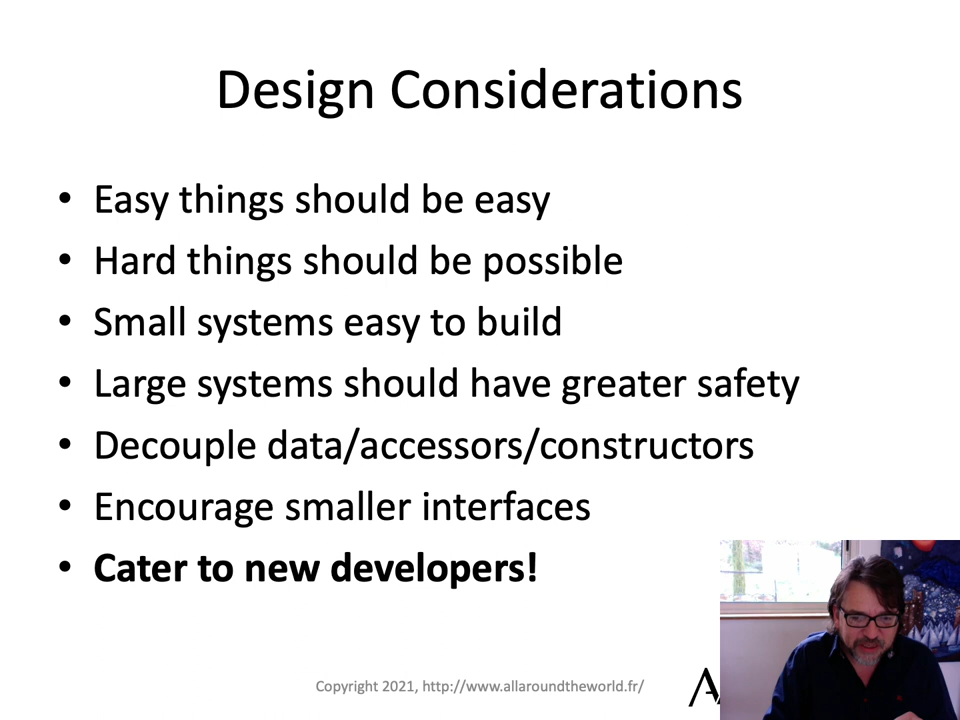 Design Considerations
• Easy things should be easy
• Hard things should be possible
• Small systems easy to build
• Large systems should have greater safety
• Decouple data/accessors/constructors
• Encourage smaller interfaces
• Cater to new developers!
Copyright 2021, http://www.allaroundtheworld.fr/